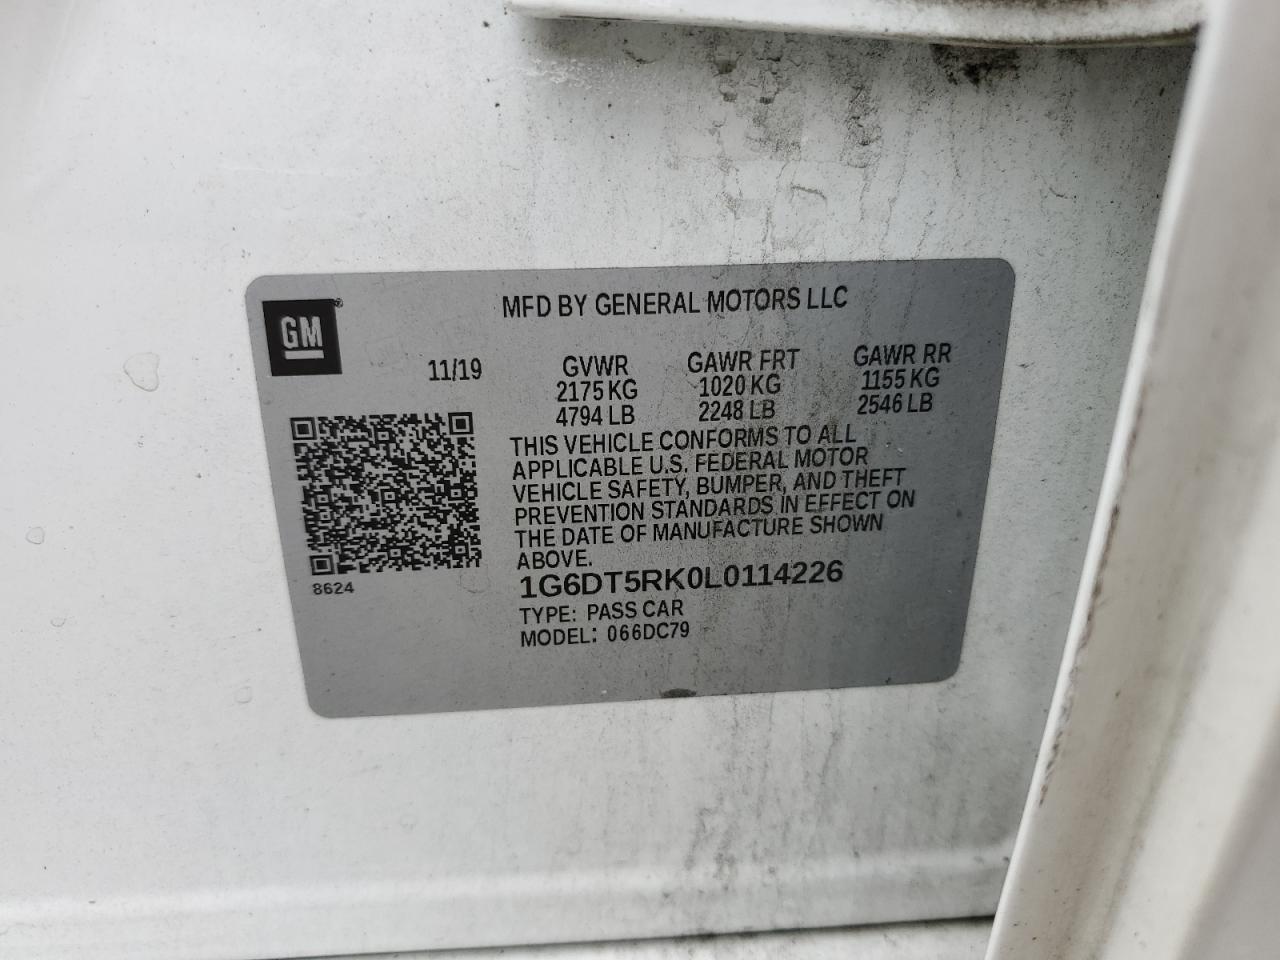 MFD BY GENERAL MOTORS LLC
GM®
11/19
GVWR GAWR FRT GAWR RR
2175 KG 1020 KG 1155 KG
4794 LB 2248 LB 2546 LB
THIS VEHICLE CONFORMS TO ALL
APPLICABLE U.S. FEDERAL MOTOR
VEHICLE SAFETY, BUMPER, AND THEFT
PREVENTION STANDARDS IN EFFECT ON
THE DATE OF MANUFACTURE SHOWN
ABOVE.
8624
1G6DT5RK0L0114226
TYPE: PASS CAR
MODEL: 066DC79